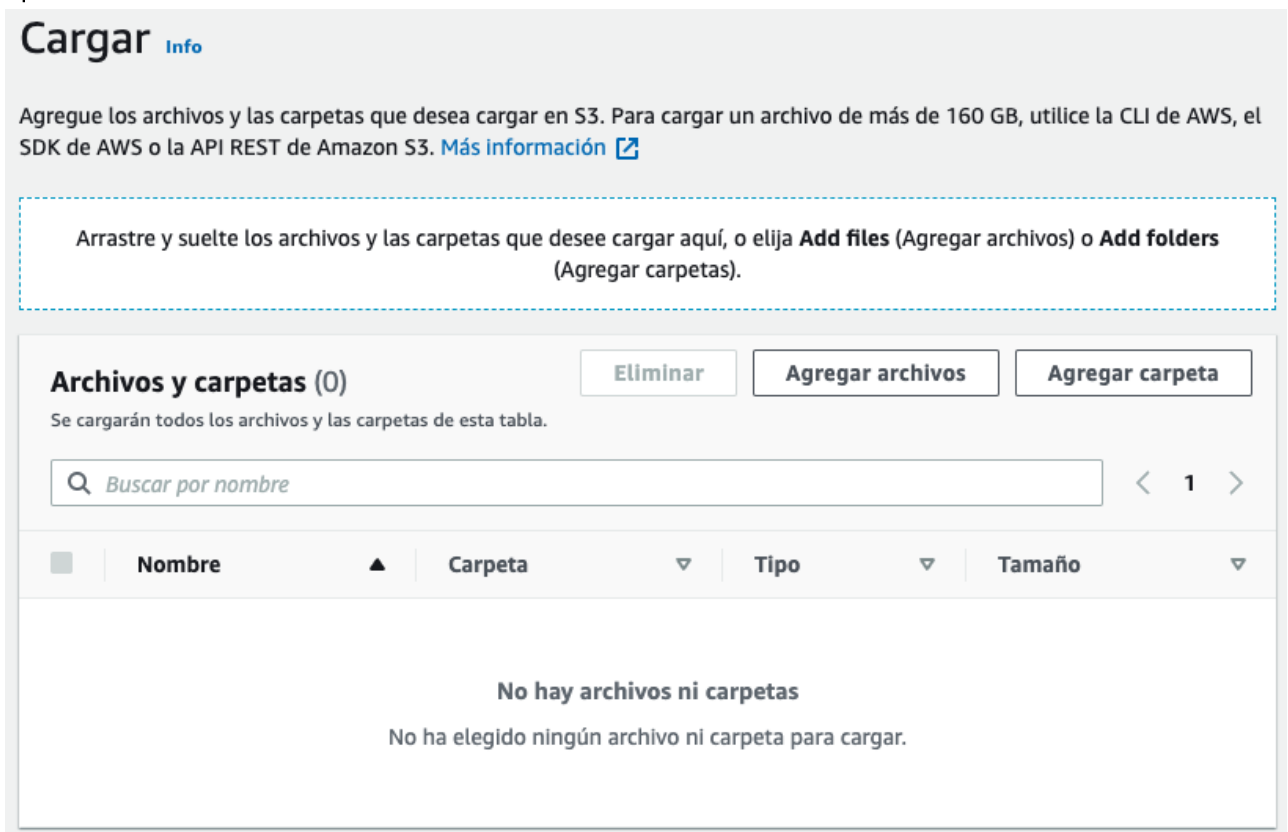 Cargar Info
Agregue los archivos y las carpetas que desea cargar en S3. Para cargar un archivo de más de 160 GB, utilice la CLI de AWS, el
SDK de AWS o la API REST de Amazon S3. Más información
Arrastre y suelte los archivos y las carpetas que desee cargar aquí, o elija Add files (Agregar archivos) o Add folders
(Agregar carpetas).
Archivos y carpetas (0)
Eliminar
Agregar archivos
Agregar carpeta
Se cargarán todos los archivos y las carpetas de esta tabla.
Buscar por nombre
1
Nombre
Carpeta
Tipo
Tamaño
No hay archivos ni carpetas
No ha elegido ningún archivo ni carpeta para cargar.